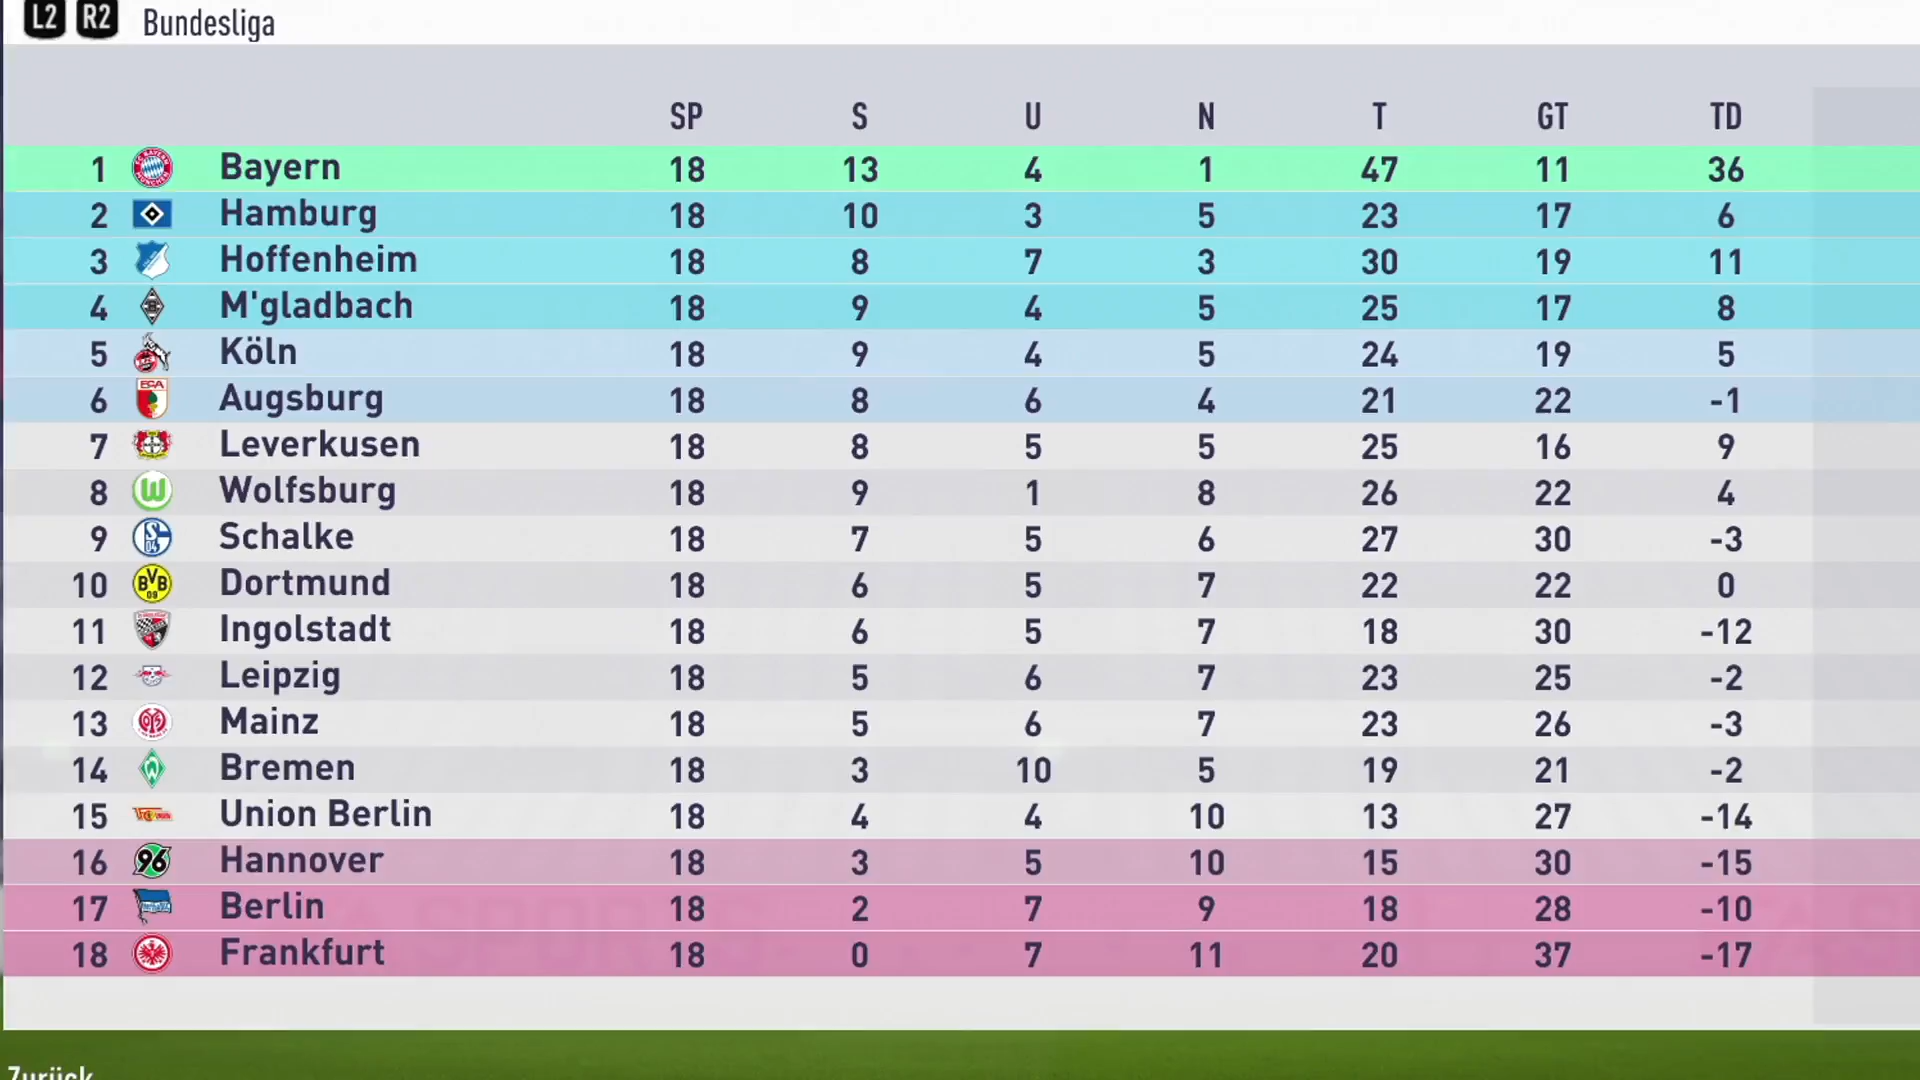 L2 R2 Bundesliga
SP S U N T GT TD
1 Bayern 18 13 4 1 47 11 36
2 Hamburg 18 10 3 5 23 17 6
3 Hoffenheim 18 8 7 3 30 19 11
4 M'gladbach 18 9 4 5 25 17 8
5 Köln 18 9 4 5 24 19 5
6 Augsburg 18 8 6 4 21 22 -1
7 Leverkusen 18 8 5 5 25 16 9
8 Wolfsburg 18 9 1 8 26 22 4
9 Schalke 18 7 5 6 27 30 -3
10 Dortmund 18 6 5 7 22 22 0
11 Ingolstadt 18 6 5 7 18 30 -12
12 Leipzig 18 5 6 7 23 25 -2
13 Mainz 18 5 6 7 23 26 -3
14 Bremen 18 3 10 5 19 21 -2
15 Union Berlin 18 4 4 10 13 27 -14
16 Hannover 18 3 5 10 15 30 -15
17 Berlin 18 2 7 9 18 28 -10
18 Frankfurt 18 0 7 11 20 37 -17
Zurück